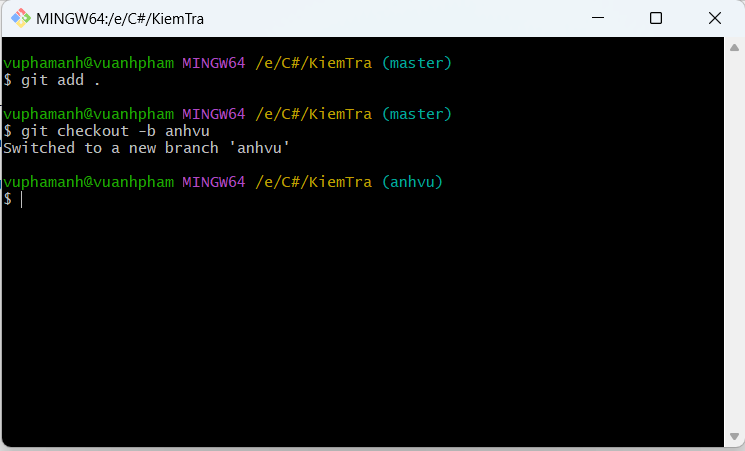 MINGW64:/e/C#/KiemTra
vuphamanh@vuanhpham MINGW64 /e/C#/KiemTra (master)
$ git add .
vuphamanh@vuanhpham MINGW64 /e/C#/KiemTra (master)
$ git checkout -b anhvu
Switched to a new branch 'anhvu'
vuphamanh@vuanhpham MINGW64 /e/C#/KiemTra (anhvu)
$